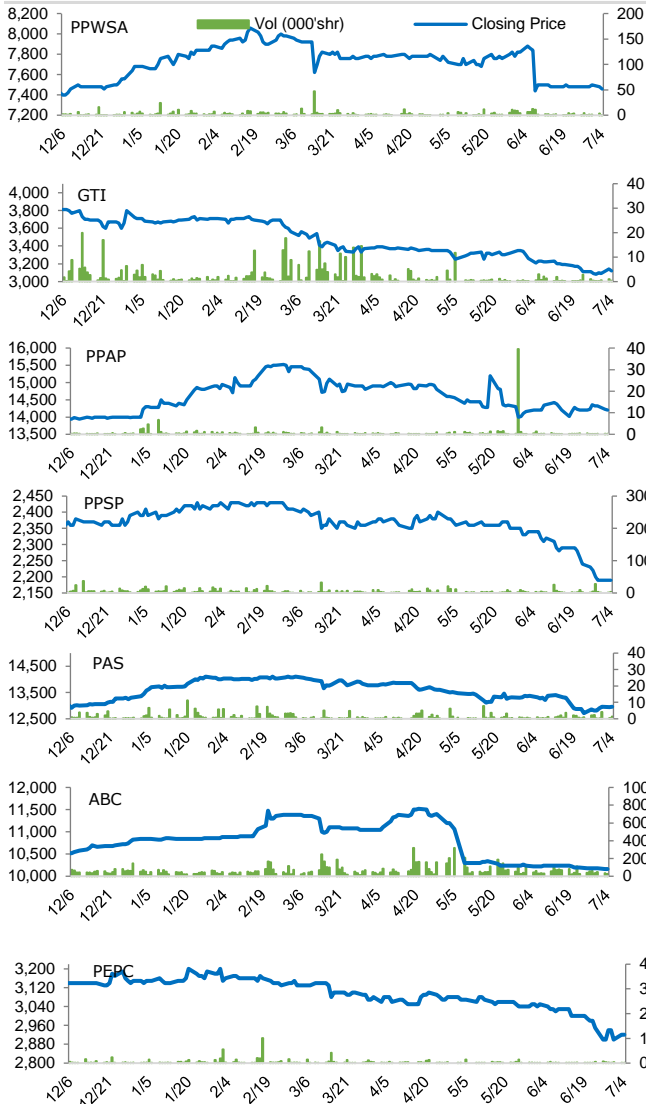 8,200 PPWSA Vol (000'shr) Closing Price 200
8,000 150
7,800
7,600 100
7,400 50
7,200 0
12/6 12/21 1/5 1/20 2/4 2/19 3/6 3/21 4/5 4/20 5/5 5/20 6/4 6/19 7/4
GTI
4,000 40
3,800 30
3,600 20
3,400
3,200 10
3,000 0
12/6 12/21 1/5 1/20 2/4 2/19 3/6 3/21 4/5 4/20 5/5 5/20 6/4 6/19 7/4
16,000 PPAP 40
15,500 30
15,000
14,500 20
14,000 10
13,500 0
12/6 12/21 1/5 1/20 2/4 2/19 3/6 3/21 4/5 4/20 5/5 5/20 6/4 6/19 7/4
2,450 PPSP 300
2,400
2,350 200
2,300
2,250 100
2,200
2,150 0
12/6 12/21 1/5 1/20 2/4 2/19 3/6 3/21 4/5 4/20 5/5 5/20 6/4 6/19 7/4
PAS 40
14,500 30
13,500 20
10
12,500 0
12/6 12/21 1/5 1/20 2/4 2/19 3/6 3/21 4/5 4/20 5/5 5/20 6/4 6/19 7/4
12,000 ABC 100
11,500 800
11,000 600
400
10,500 200
10,000 0
12/6 12/21 1/5 1/20 2/4 2/19 3/6 3/21 4/5 4/20 5/5 5/20 6/4 6/19 7/4
3,200 PEPC 4
3,120 3
3,040 2
2,960
2,880 1
2,800 0
12/6 12/21 1/5 1/20 2/4 2/19 3/6 3/21 4/5 4/20 5/5 5/20 6/4 6/19 7/4